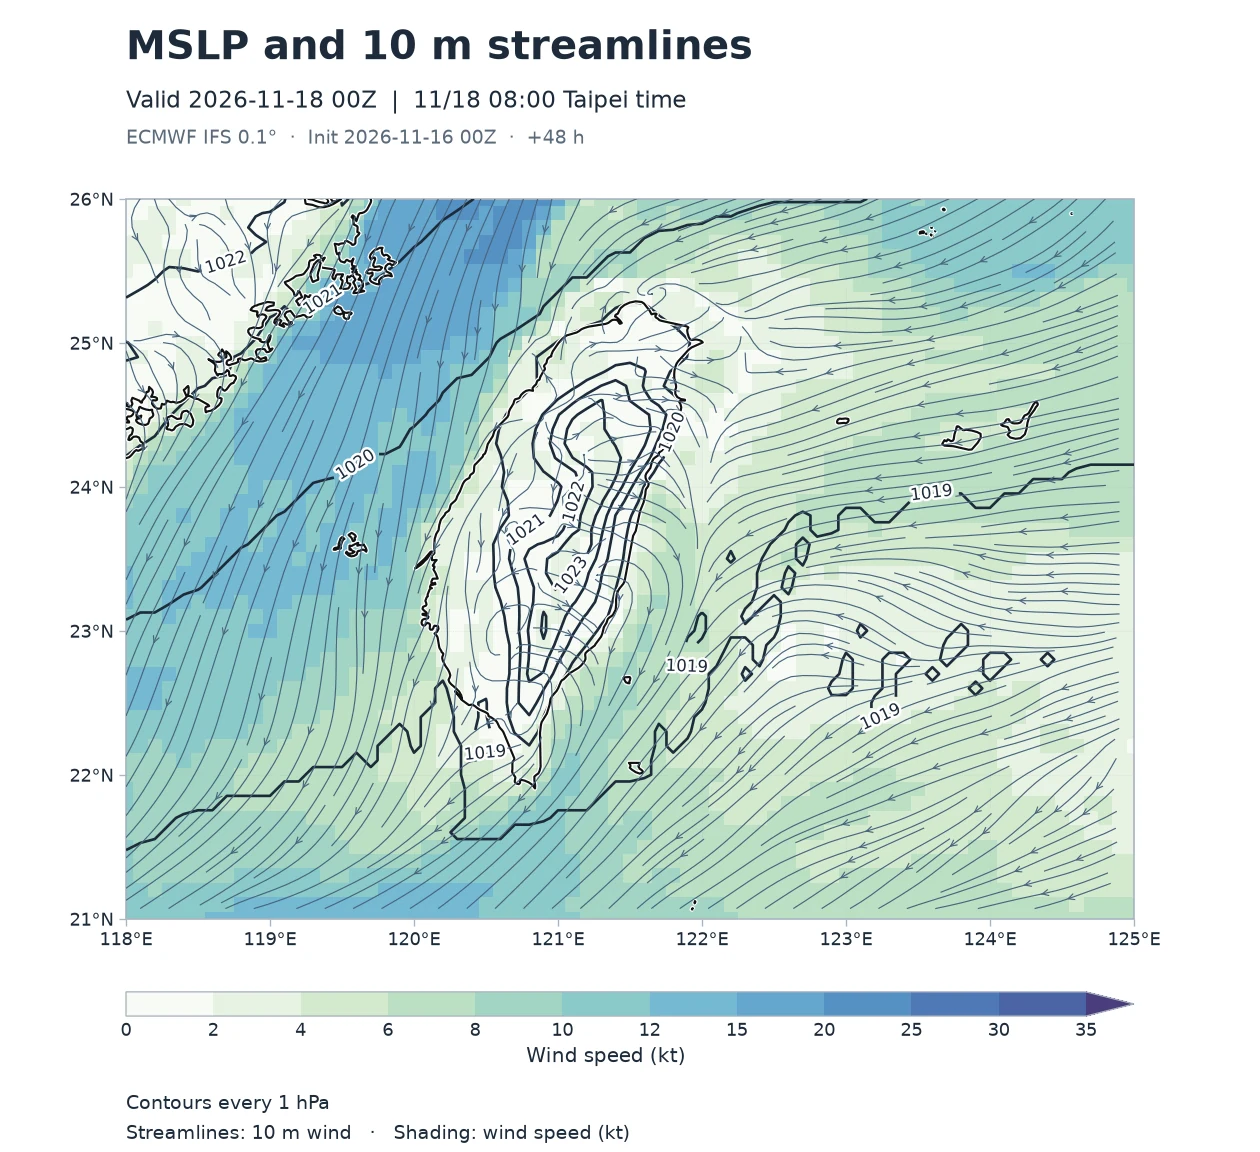 MSLP and 10 m streamlines
Valid 2026-11-18 00Z | 11/18 08:00 Taipei time
ECMWF IFS 0.1° · Init 2026-11-16 00Z · +48 h
26°N
1022
1021
25°N
1020
1020
24°N
1019
1022
1021
1023
23°N
1019
1019
1019
22°N
21°N
118°E 119°E 120°E 121°E 122°E 123°E 124°E 125°E
0 2 4 6 8 10 12 15 20 25 30 35
Wind speed (kt)
Contours every 1 hPa
Streamlines: 10 m wind · Shading: wind speed (kt)